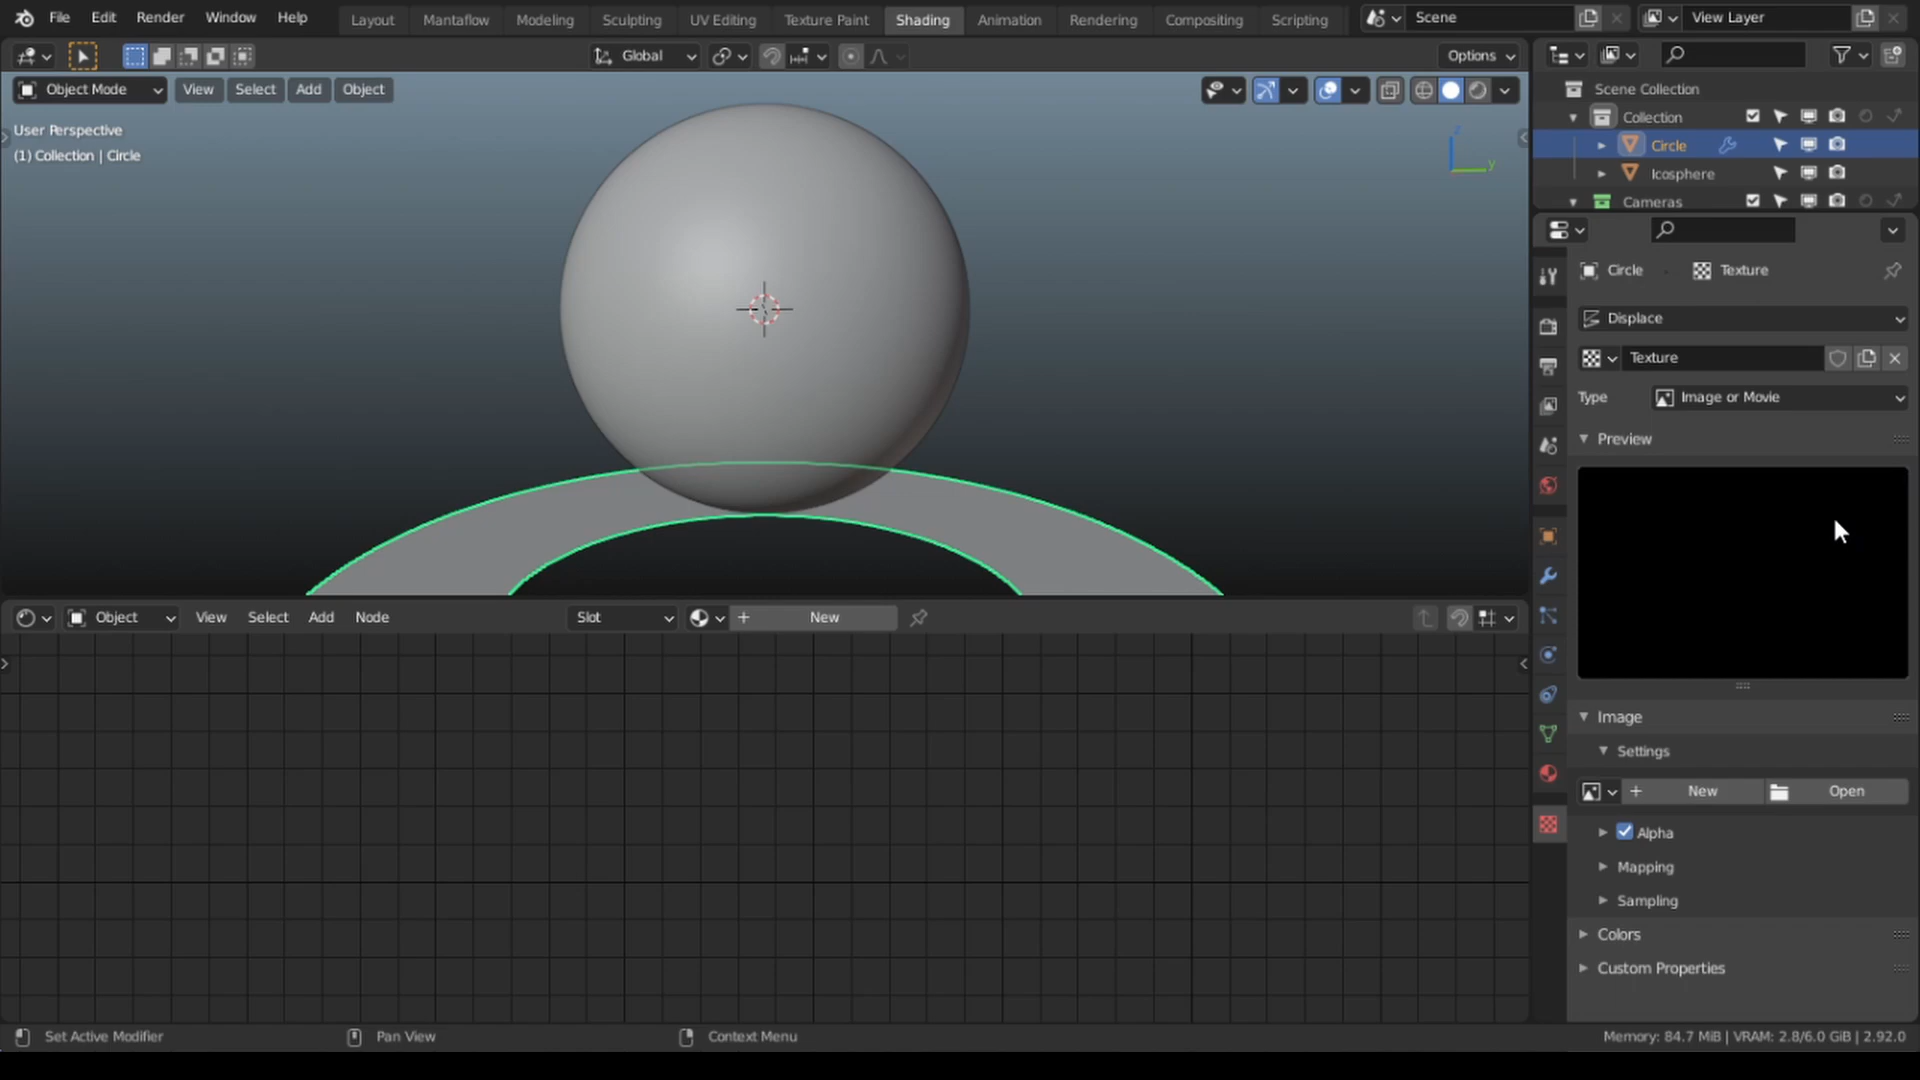 File Edit Render Window Help Layout Mantaflow Modeling Sculpting UV Editing Texture Paint Shading Animation Rendering Compositing Scripting Scene View Layer
Global Options
Object Mode View Select Add Object
User Perspective
(1) Collection | Circle
z
y
Scene Collection
Collection
Circle
Icosphere
Cameras
Circle Texture
Displace
Texture
Type Image or Movie
Preview
Image
Settings
New Open
Alpha
Mapping
Sampling
Colors
Custom Properties
Object View Select Add Node Slot New
Set Active Modifier Pan View Context Menu Memory: 84.7 MiB | VRAM: 2.8/6.0 GiB | 2.92.0